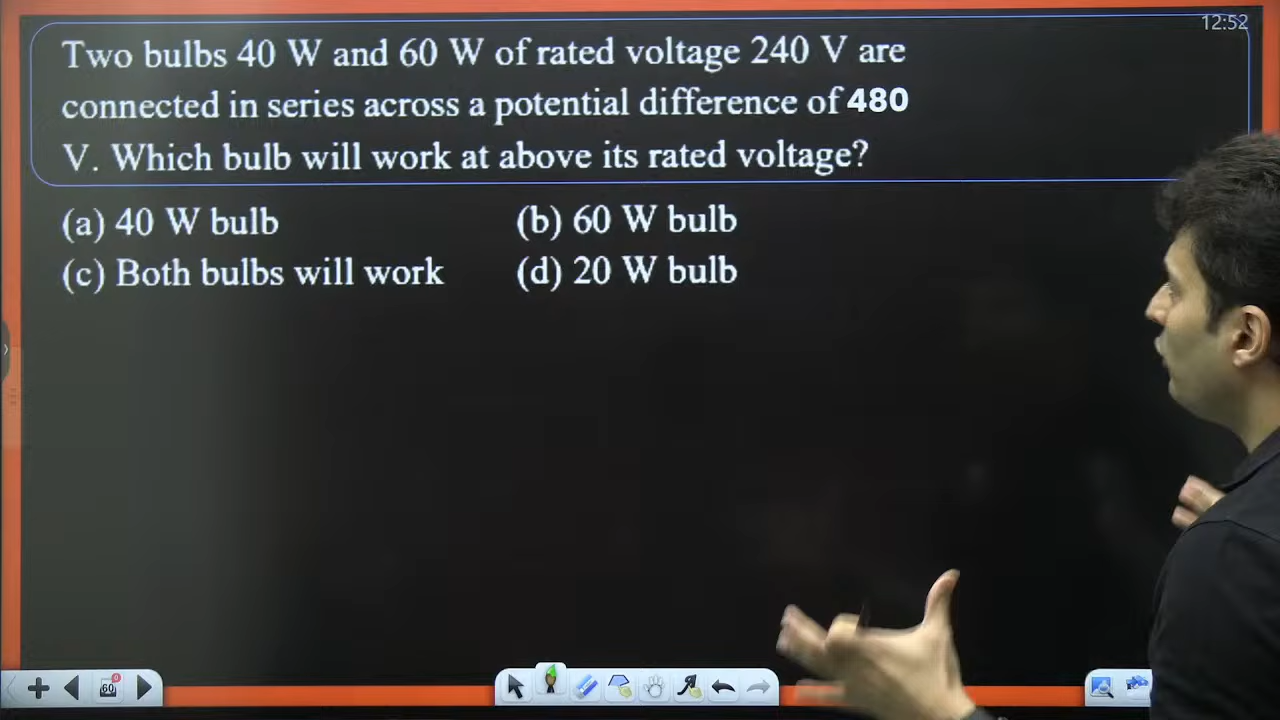 12:52
Two bulbs 40 W and 60 W of rated voltage 240 V are
connected in series across a potential difference of 480
V. Which bulb will work at above its rated voltage?
(a) 40 W bulb
(b) 60 W bulb
(c) Both bulbs will work
(d) 20 W bulb
60
0